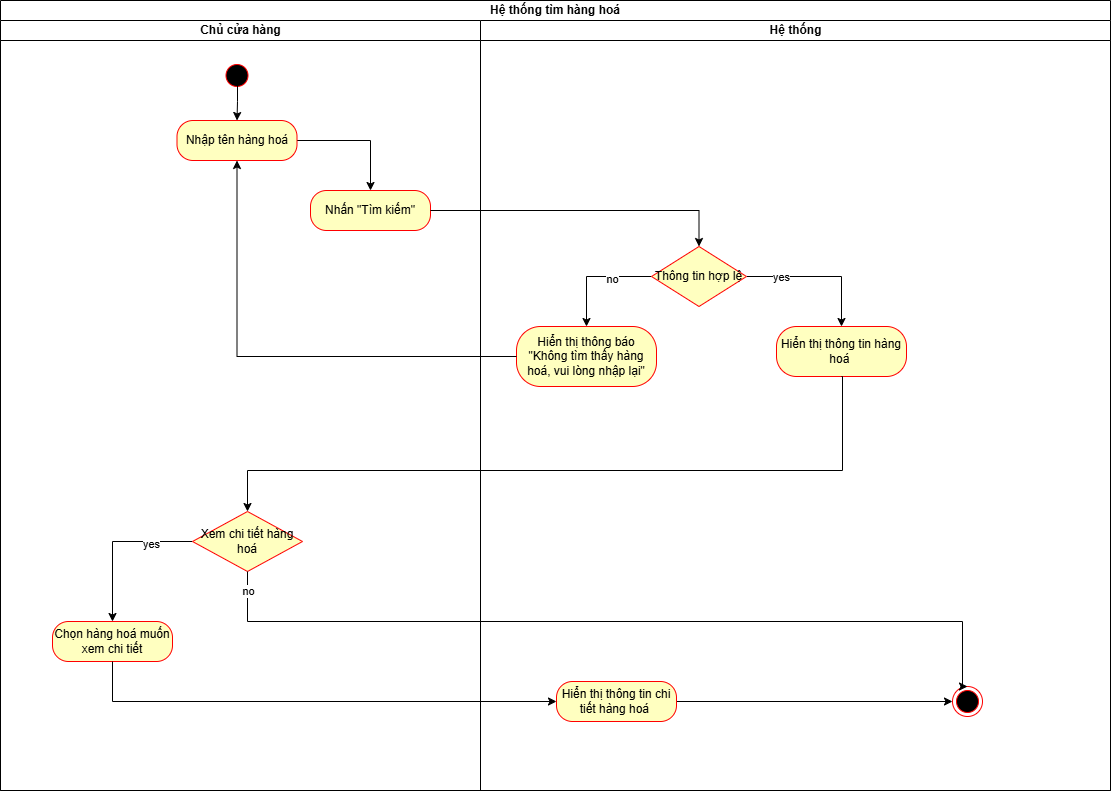 Hệ thống tìm hàng hoá
Chủ cửa hàng
Hệ thống
Nhập tên hàng hoá
Nhấn "Tìm kiếm"
Thông tin hợp lệ
no
yes
Hiển thị thông báo
"Không tìm thấy hàng
hoá, vui lòng nhập lại"
Hiển thị thông tin hàng
hoá
Xem chi tiết hàng
hoá
yes
no
Chọn hàng hoá muốn
xem chi tiết
Hiển thị thông tin chi
tiết hàng hoá